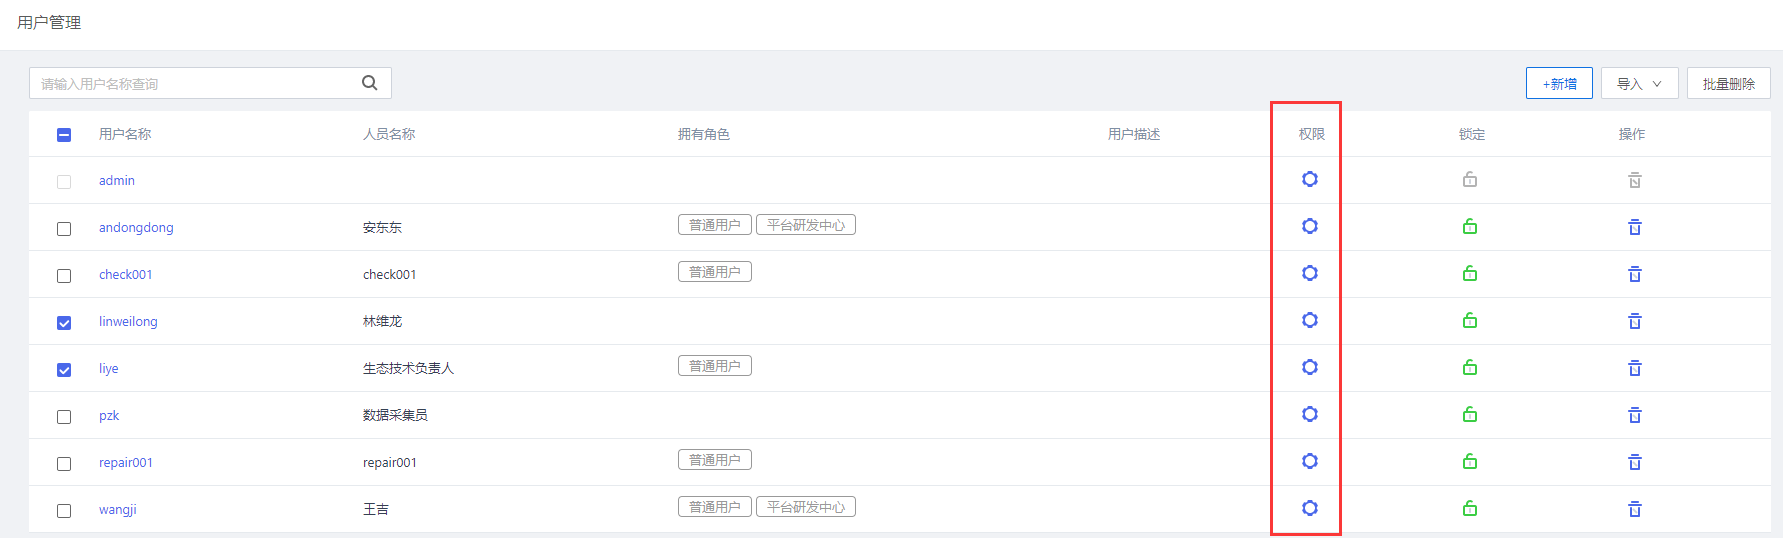 用户管理
请输入用户名称查询 +新增 导入 批量删除
用户名称 人员名称 拥有角色 用户描述 权限 锁定 操作
admin
andongdong 安东东 普通用户 平台研发中心
check001 check001 普通用户
linweilong 林维龙
liye 生态技术负责人 普通用户
pzk 数据采集员
repair001 repair001 普通用户
wangji 王吉 普通用户 平台研发中心